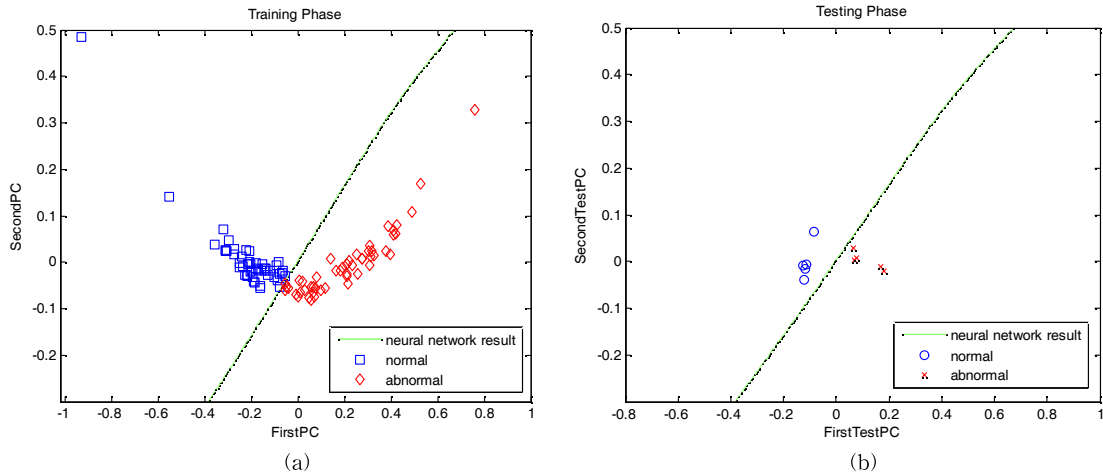 Training Phase
0.5
0.4
0.3
0.2
0.1
0
-0.1
-0.2
SecondPC
-1
-0.8
-0.6
-0.4
-0.2
0
0.2
0.4
0.6
0.8
1
FirstPC
neural network result
normal
abnormal
(a)
Testing Phase
0.5
0.4
0.3
0.2
0.1
0
-0.1
-0.2
SecondTestPC
-0.8
-0.6
-0.4
-0.2
0
0.2
0.4
0.6
0.8
1
FirstTestPC
neural network result
normal
abnormal
(b)